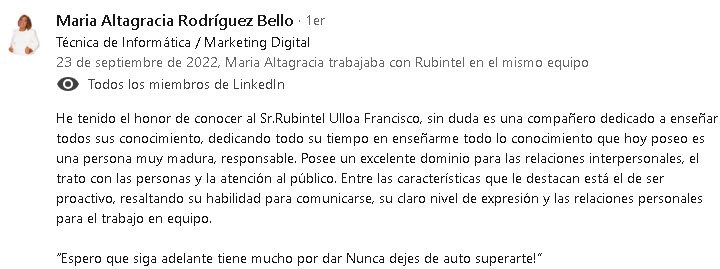 Maria Altagracia Rodríguez Bello · 1er
Técnica de Informática / Marketing Digital
23 de septiembre de 2022, Maria Altagracia trabajaba con Rubintel en el mismo equipo
Todos los miembros de LinkedIn
He tenido el honor de conocer al Sr.Rubintel Ulloa Francisco, sin duda es una compañero dedicado a enseñar
todos sus conocimiento, dedicando todo su tiempo en enseñarme todo lo conocimiento que hoy poseo es
una persona muy madura, responsable. Posee un excelente dominio para las relaciones interpersonales, el
trato con las personas y la atención al público. Entre las características que le destacan está el de ser
proactivo, resaltando su habilidad para comunicarse, su claro nivel de expresión y las relaciones personales
para el trabajo en equipo.
"Espero que siga adelante tiene mucho por dar Nunca dejes de auto superarte!"